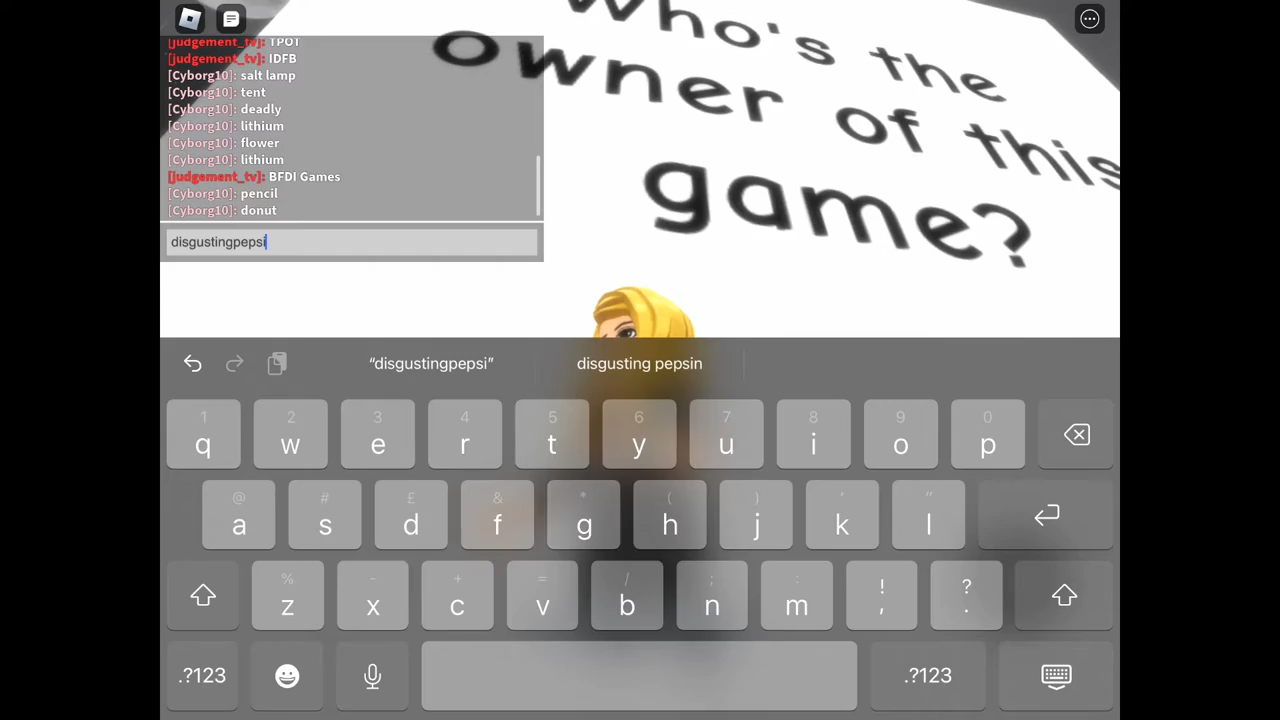 who's the
owner of this
game?
[judgement_tv]: TPOT
[judgement_tv]: IDFB
[Cyborg10]: salt lamp
[Cyborg10]: tent
[Cyborg10]: deadly
[Cyborg10]: lithium
[Cyborg10]: flower
[Cyborg10]: lithium
[judgement_tv]: BFDI Games
[Cyborg10]: pencil
[Cyborg10]: donut
disgustingpepsi
“disgustingpepsi” disgusting pepsin
1 2 3 4 5 6 7 8 9 0
q w e r t y u i o p
@ # £ & * ( ) ' "
a s d f g h j k l
% - + = / ; : ! ?
z x c v b n m , .
.?123 .?123